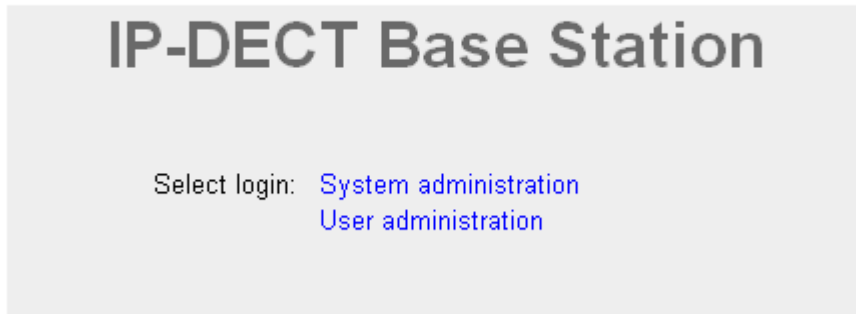 IP-DECT Base Station
Select login: System administration
User administration